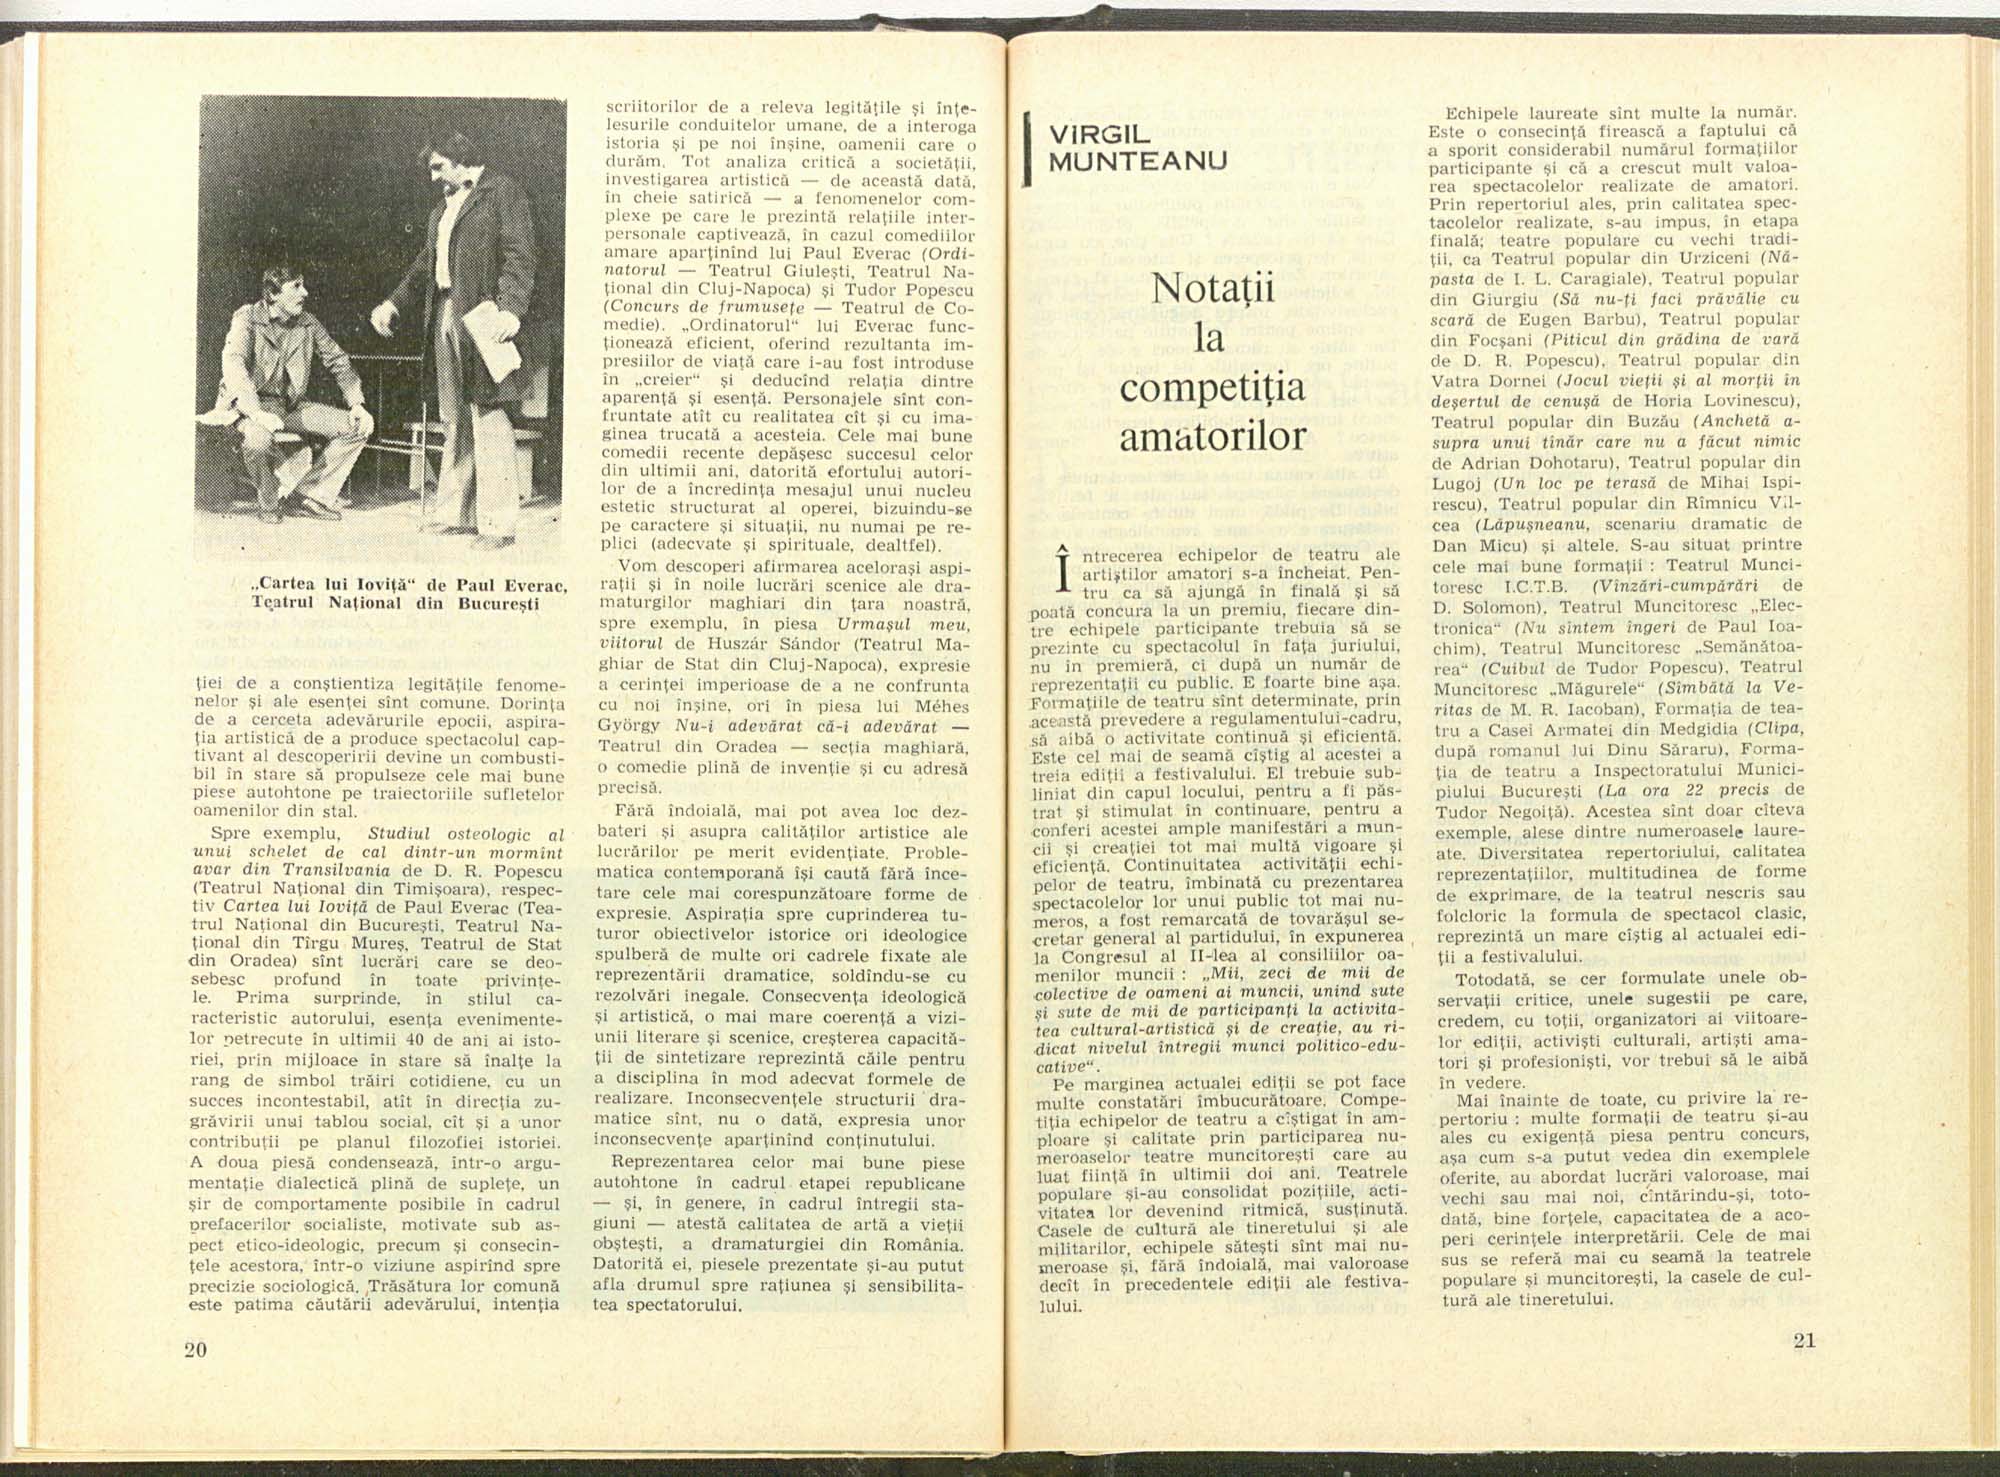 „Cartea lui Ioviță“ de Paul Everac,
Teatrul Național din București
ției de a conștientiza legitățile fenome-
nelor și ale esenței sînt comune. Dorința
de a cerceta adevărurile epocii, aspira-
ția artistică de a produce spectacolul cap-
tivant al descoperirii devine un combusti-
bil în stare să propulseze cele mai bune
piese autohtone pe traiectoriile sufletelor
oamenilor din stal.
Spre exemplu, Studiul osteologic al
unui schelet de cal dintr-un mormînt
avar din Transilvania de D. R. Popescu
(Teatrul Național din Timișoara), respec-
tiv Cartea lui Ioviță de Paul Everac (Tea-
trul Național din București, Teatrul Na-
țional din Tîrgu Mureș, Teatrul de Stat
din Oradea) sînt lucrări care se deo-
sebesc profund în toate privințe-
le. Prima surprinde, în stilul ca-
racteristic autorului, esența evenimente-
lor petrecute în ultimii 40 de ani ai isto-
riei, prin mijloace în stare să înalțe la
rang de simbol trăiri cotidiene, cu un
succes incontestabil, atît în direcția zu-
grăvirii unui tablou social, cît și a unor
contribuții pe planul filozofiei istoriei.
A doua piesă condensează, într-o argu-
mentație dialectică plină de suplețe, un
șir de comportamente posibile în cadrul
prefacerilor socialiste, motivate sub as-
pect etico-ideologic, precum și consecin-
țele acestora, într-o viziune aspirînd spre
precizie sociologică. Trăsătura lor comună
este patima căutării adevărului, intenția
20
scriitorilor de a releva legitățile și înțe-
lesurile conduitelor umane, de a interoga
istoria și pe noi înșine, oamenii care o
durăm. Tot analiza critică a societății,
investigarea artistică — de această dată,
în cheie satirică — a fenomenelor com-
plexe pe care le prezintă relațiile inter-
personale captivează, în cazul comediilor
amare aparținînd lui Paul Everac (Ordi-
natorul — Teatrul Giulești, Teatrul Na-
țional din Cluj-Napoca) și Tudor Popescu
(Concurs de frumusețe — Teatrul de Co-
medie). „Ordinatorul“ lui Everac func-
ționează eficient, oferind rezultanta im-
presiilor de viață care i-au fost introduse
în „creier“ și deducînd relația dintre
aparență și esență. Personajele sînt con-
fruntate atît cu realitatea cît și cu ima-
ginea trucată a acesteia. Cele mai bune
comedii recente depășesc succesul celor
din ultimii ani, datorită efortului autori-
lor de a încredința mesajul unui nucleu
estetic structurat al operei, bizuindu-se
pe caractere și situații, nu numai pe re-
plici (adecvate și spirituale, dealtfel).
Vom descoperi afirmarea acelorași aspi-
rații și în noile lucrări scenice ale dra-
maturgilor maghiari din țara noastră,
spre exemplu, în piesa Urmașul meu,
viitorul de Huszár Sándor (Teatrul Ma-
ghiar de Stat din Cluj-Napoca), expresie
a cerinței imperioase de a ne confrunta
cu noi înșine, ori în piesa lui Méhes
György Nu-i adevărat că-i adevărat —
Teatrul din Oradea — secția maghiară,
o comedie plină de invenție și cu adresă
precisă.
Fără îndoială, mai pot avea loc dez-
bateri și asupra calităților artistice ale
lucrărilor pe merit evidențiate. Proble-
matica contemporană își caută fără înce-
tare cele mai corespunzătoare forme de
expresie. Aspirația spre cuprinderea tu-
turor obiectivelor istorice ori ideologice
spulberă de multe ori cadrele fixate ale
reprezentării dramatice, soldîndu-se cu
rezolvări inegale. Consecvența ideologică
și artistică, o mai mare coerență a vizi-
unii literare și scenice, creșterea capacită-
ții de sintetizare reprezintă căile pentru
a disciplina în mod adecvat formele de
realizare. Inconsecvențele structurii dra-
matice sînt, nu o dată, expresia unor
inconsecvențe aparținînd conținutului.
Reprezentarea celor mai bune piese
autohtone în cadrul etapei republicane
— și, în genere, în cadrul întregii sta-
giuni — atestă calitatea de artă a vieții
obștești, a dramaturgiei din România.
Datorită ei, piesele prezentate și-au putut
afla drumul spre rațiunea și sensibilita-
tea spectatorului.
VIRGIL
MUNTEANU
Notații
la
competiția
amatorilor
Întrecerea echipelor de teatru ale
artiștilor amatori s-a încheiat. Pen-
tru ca să ajungă în finală și să
poată concura la un premiu, fiecare din-
tre echipele participante trebuia să se
prezinte cu spectacolul în fața juriului,
nu în premieră, ci după un număr de
reprezentații cu public. E foarte bine așa.
Formațiile de teatru sînt determinate, prin
această prevedere a regulamentului-cadru,
să aibă o activitate continuă și eficientă.
Este cel mai de seamă cîștig al acestei a
treia ediții a festivalului. El trebuie sub-
liniat din capul locului, pentru a fi păs-
trat și stimulat în continuare, pentru a
conferi acestei ample manifestări a mun-
cii și creației tot mai multă vigoare și
eficiență. Continuitatea activității echi-
pelor de teatru, îmbinată cu prezentarea
spectacolelor lor unui public tot mai nu-
meros, a fost remarcată de tovarășul se-
cretar general al partidului, în expunerea
la Congresul al II-lea al consiliilor oa-
menilor muncii : „Mii, zeci de mii de
colective de oameni ai muncii, unind sute
și sute de mii de participanți la activita-
tea cultural-artistică și de creație, au ri-
dicat nivelul întregii munci politico-edu-
cative“.
Pe marginea actualei ediții se pot face
multe constatări îmbucurătoare. Compe-
tiția echipelor de teatru a cîștigat în am-
ploare și calitate prin participarea nu-
meroaselor teatre muncitorești care au
luat ființă în ultimii doi ani. Teatrele
populare și-au consolidat pozițiile, acti-
vitatea lor devenind ritmică, susținută.
Casele de cultură ale tineretului și ale
militarilor, echipele sătești sînt mai nu-
meroase și, fără îndoială, mai valoroase
decît în precedentele ediții ale festiva-
lului.
Echipele laureate sînt multe la număr.
Este o consecință firească a faptului că
a sporit considerabil numărul formațiilor
participante și că a crescut mult valoa-
rea spectacolelor realizate de amatori.
Prin repertoriul ales, prin calitatea spec-
tacolelor realizate, s-au impus, în etapa
finală; teatre populare cu vechi tradi-
ții, ca Teatrul popular din Urziceni (Nă-
pasta de I. L. Caragiale), Teatrul popular
din Giurgiu (Să nu-ți faci prăvălie cu
scară de Eugen Barbu), Teatrul popular
din Focșani (Piticul din grădina de vară
de D. R. Popescu), Teatrul popular din
Vatra Dornei (Jocul vieții și al morții în
deșertul de cenușă de Horia Lovinescu),
Teatrul popular din Buzău (Anchetă a-
supra unui tînăr care nu a făcut nimic
de Adrian Dohotaru), Teatrul popular din
Lugoj (Un loc pe terasă de Mihai Ispi-
rescu), Teatrul popular din Rîmnicu Vîl-
cea (Lăpușneanu, scenariu dramatic de
Dan Micu) și altele. S-au situat printre
cele mai bune formații : Teatrul Munci-
toresc I.C.T.B. (Vînzări-cumpărări de
D. Solomon), Teatrul Muncitoresc „Elec-
tronica“ (Nu sîntem îngeri de Paul Ioa-
chim), Teatrul Muncitoresc „Semănătoa-
rea“ (Cuibul de Tudor Popescu), Teatrul
Muncitoresc „Măgurele“ (Sîmbătă la Ve-
ritas de M. R. Iacoban), Formația de tea-
tru a Casei Armatei din Medgidia (Clipa,
după romanul lui Dinu Săraru), Forma-
ția de teatru a Inspectoratului Munici-
piului București (La ora 22 precis de
Tudor Negoiță). Acestea sînt doar cîteva
exemple, alese dintre numeroasele laure-
ate. Diversitatea repertoriului, calitatea
reprezentațiilor, multitudinea de forme
de exprimare, de la teatrul nescris sau
folcloric la formula de spectacol clasic,
reprezintă un mare cîștig al actualei edi-
ții a festivalului.
Totodată, se cer formulate unele ob-
servații critice, unele sugestii pe care,
credem, cu toții, organizatori ai viitoare-
lor ediții, activiști culturali, artiști ama-
tori și profesioniști, vor trebui să le aibă
în vedere.
Mai înainte de toate, cu privire la re-
pertoriu : multe formații de teatru și-au
ales cu exigență piesa pentru concurs,
așa cum s-a putut vedea din exemplele
oferite, au abordat lucrări valoroase, mai
vechi sau mai noi, cîntărindu-și, toto-
dată, bine forțele, capacitatea de a aco-
peri cerințele interpretării. Cele de mai
sus se referă mai cu seamă la teatrele
populare și muncitorești, la casele de cul-
tură ale tineretului.
21